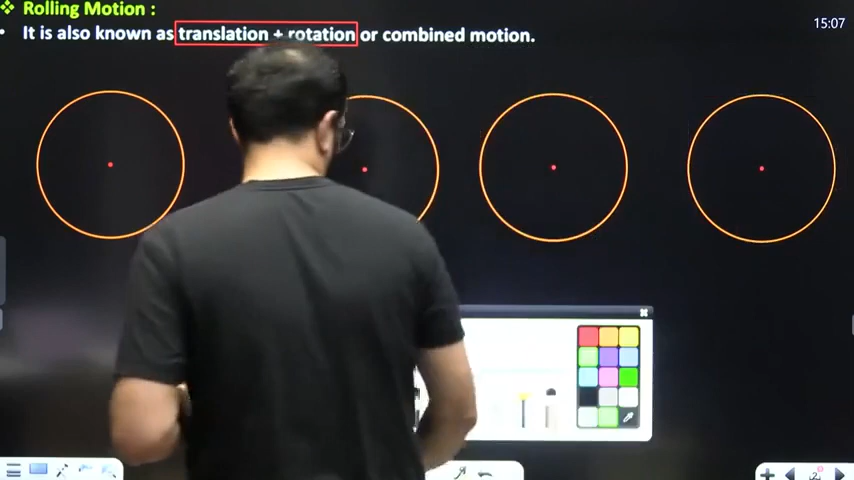 ❖ Rolling Motion :
• It is also known as translation + rotation or combined motion.
15:07